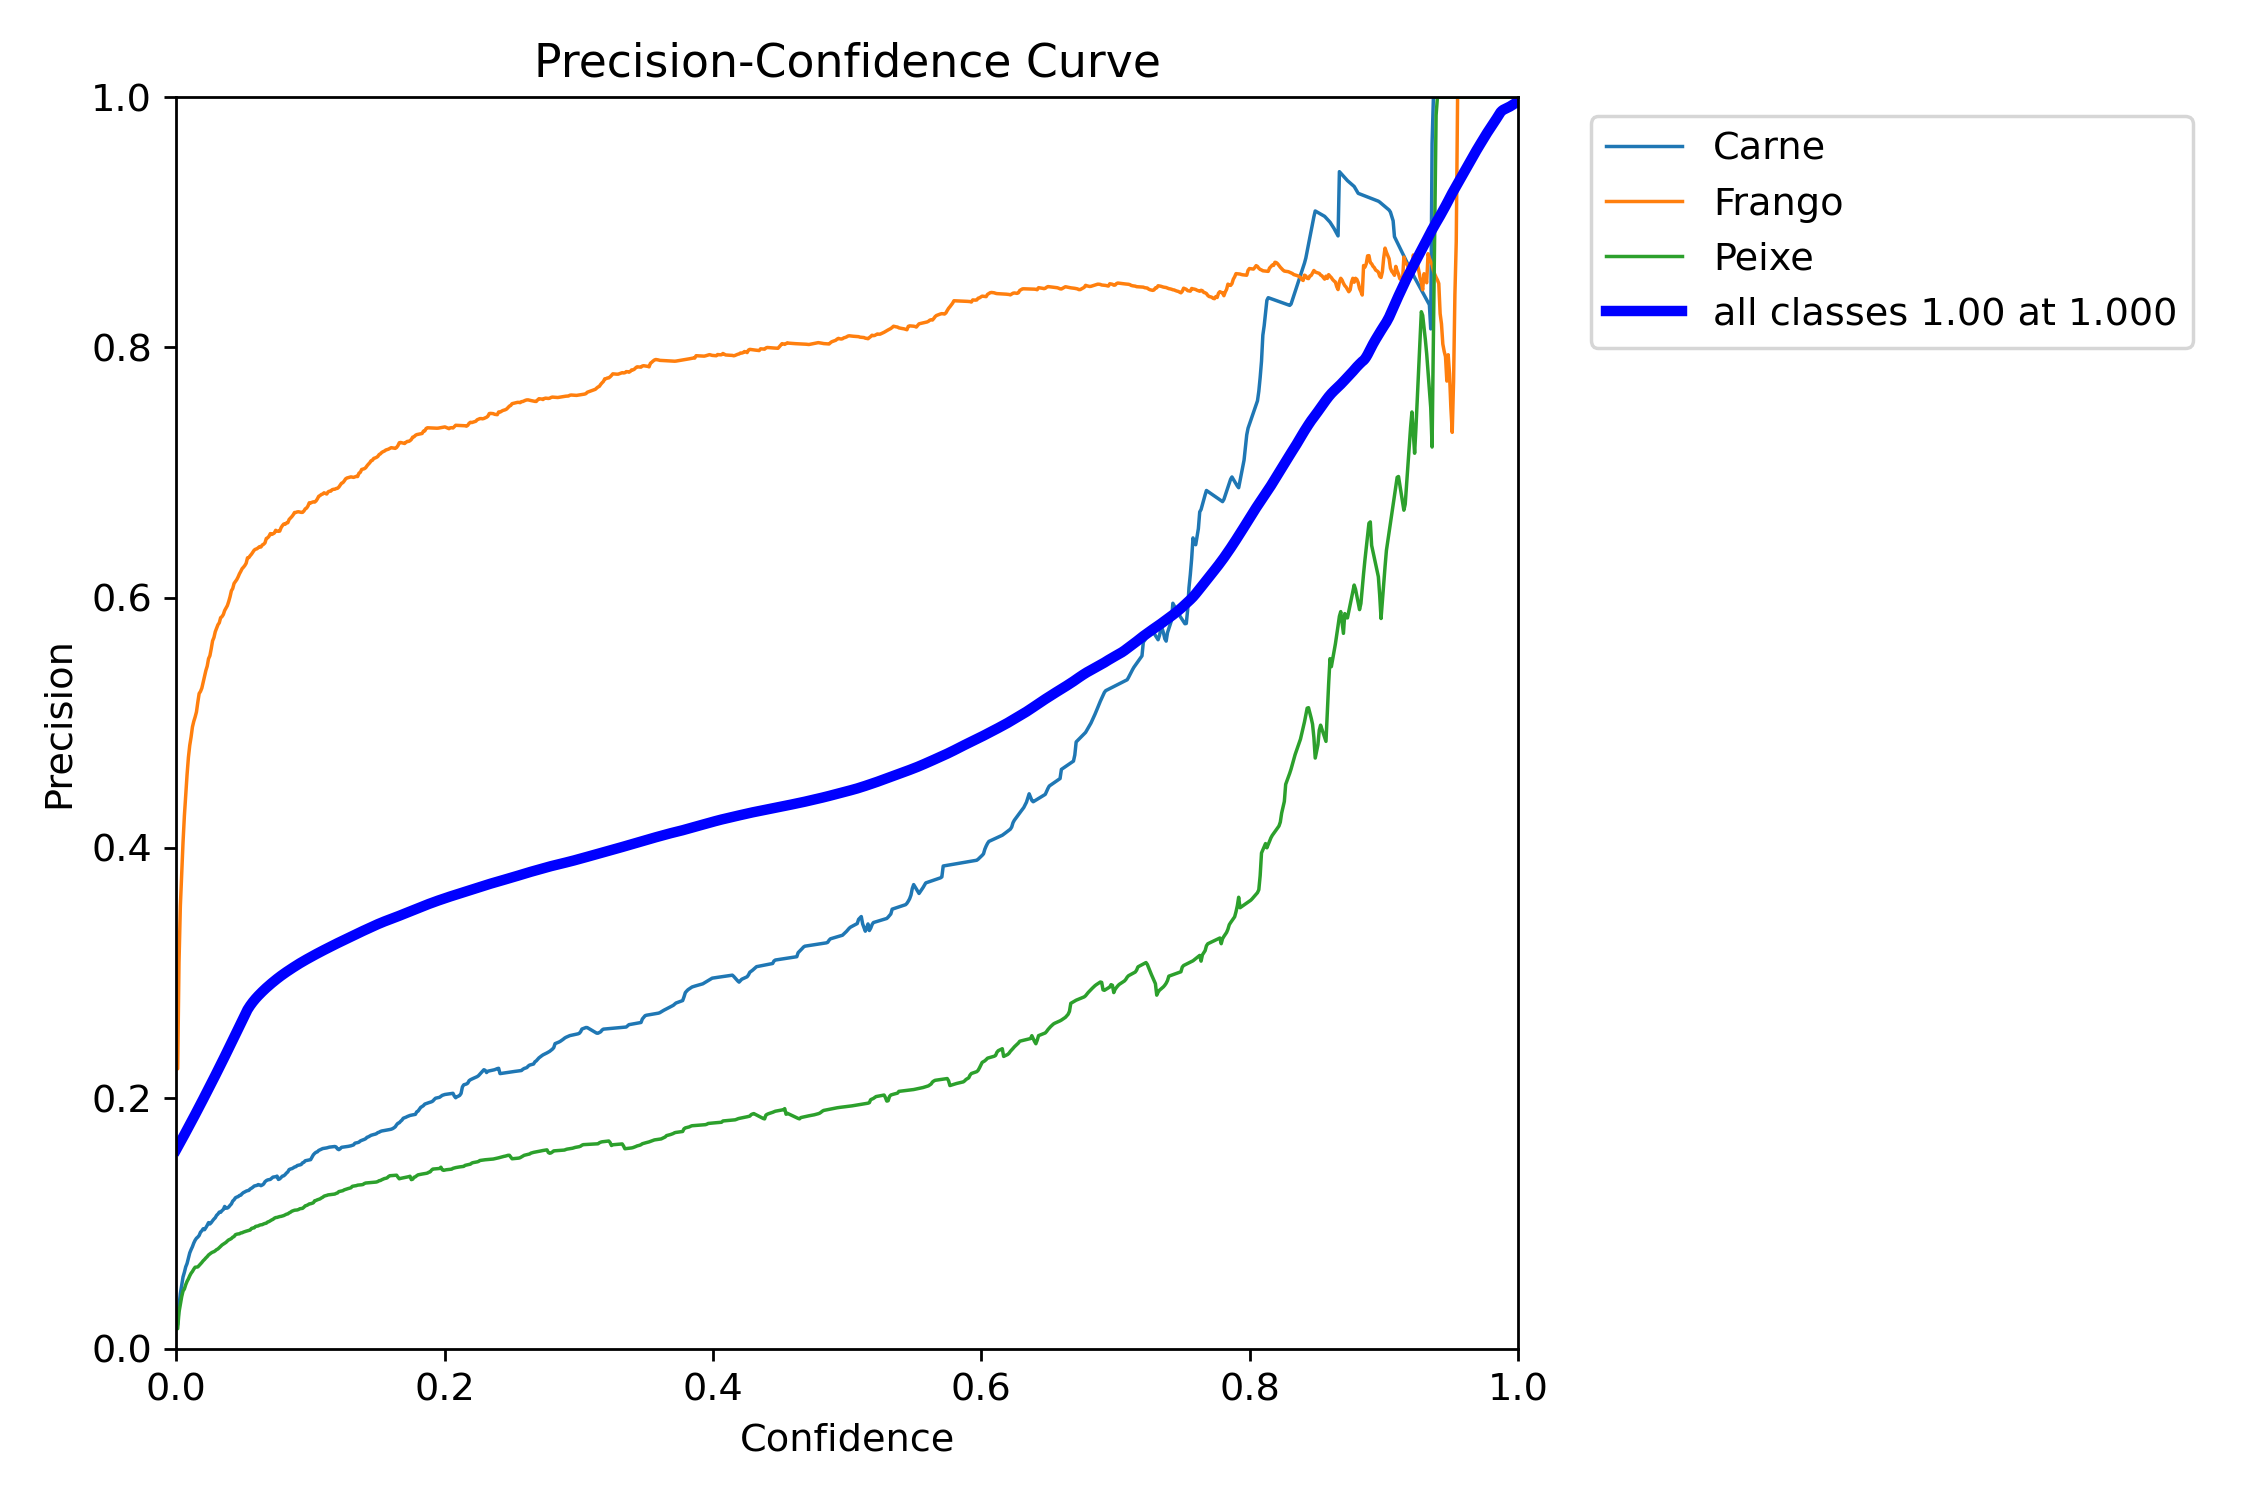 Precision-Confidence Curve
1.0
0.8
0.6
0.4
0.2
0.0
Precision
0.0 0.2 0.4 0.6 0.8 1.0
Confidence
Carne
Frango
Peixe
all classes 1.00 at 1.000